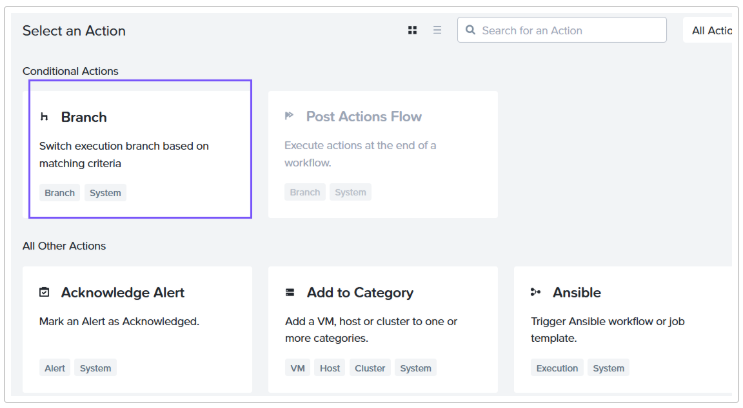 Select an Action
Search for an Action
All Actio
Conditional Actions
Branch
Post Actions Flow
Switch execution branch based on
matching criteria
Execute actions at the end of a
workflow.
Branch System
Branch System
All Other Actions
Acknowledge Alert
Add to Category
Ansible
Mark an Alert as Acknowledged.
Add a VM, host or cluster to one or
more categories.
Trigger Ansible workflow or job
template.
Alert System
VM Host Cluster System
Execution System